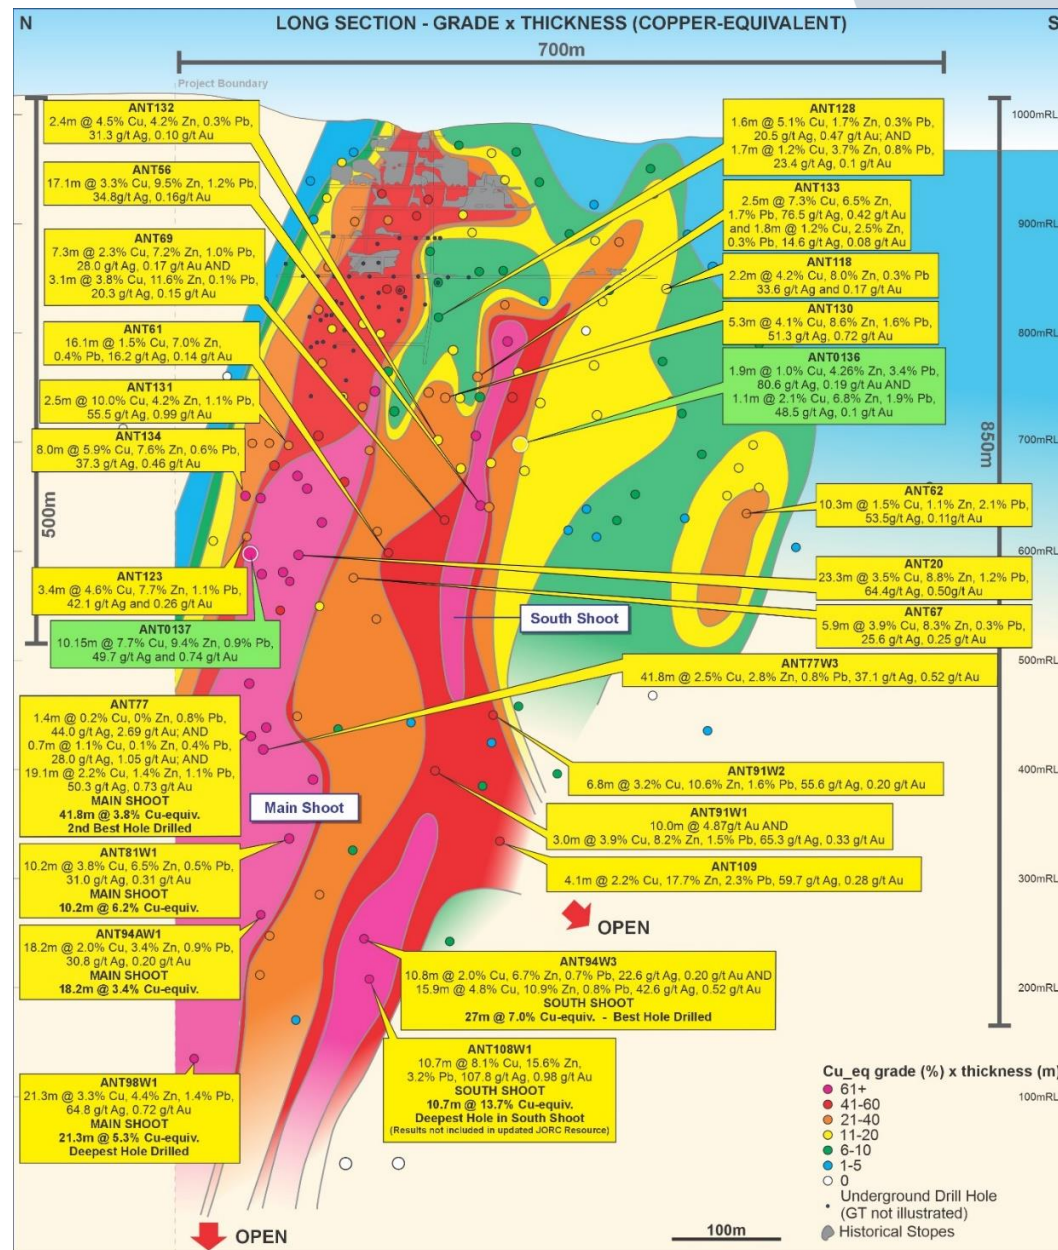 LONG SECTION - GRADE x THICKNESS (COPPER-EQUIVALENT)
N
S
700m
Project Boundary
ANT132
2.4m @ 4.5% Cu, 4.2% Zn, 0.3% Pb,
31.3 g/t Ag, 0.10 g/t Au
ANT56
17.1m @ 3.3% Cu, 9.5% Zn, 1.2% Pb,
34.8g/t Ag, 0.16g/t Au
ANT69
7.3m @ 2.3% Cu, 7.2% Zn, 1.0% Pb,
28.0 g/t Ag, 0.17 g/t Au AND
3.1m @ 3.8% Cu, 11.6% Zn, 0.1% Pb,
20.3 g/t Ag, 0.15 g/t Au
ANT61
16.1m @ 1.5% Cu, 7.0% Zn,
0.4% Pb, 16.2 g/t Ag, 0.14 g/t Au
ANT131
2.5m @ 10.0% Cu, 4.2% Zn, 1.1% Pb,
55.5 g/t Ag, 0.99 g/t Au
ANT134
8.0m @ 5.9% Cu, 7.6% Zn, 0.6% Pb,
37.3 g/t Ag, 0.46 g/t Au
500m
ANT123
3.4m @ 4.6% Cu, 7.7% Zn, 1.1% Pb,
42.1 g/t Ag and 0.26 g/t Au
ANT0137
10.15m @ 7.7% Cu, 9.4% Zn, 0.9% Pb,
49.7 g/t Ag and 0.74 g/t Au
ANT77
1.4m @ 0.2% Cu, 0% Zn, 0.8% Pb,
44.0 g/t Ag, 2.69 g/t Au; AND
0.7m @ 1.1% Cu, 0.1% Zn, 0.4% Pb,
28.0 g/t Ag, 1.05 g/t Au; AND
19.1m @ 2.2% Cu, 1.4% Zn, 1.1% Pb,
50.3 g/t Ag, 0.73 g/t Au
MAIN SHOOT
41.8m @ 3.8% Cu-equiv.
2nd Best Hole Drilled
ANT81W1
10.2m @ 3.8% Cu, 6.5% Zn, 0.5% Pb,
31.0 g/t Ag, 0.31 g/t Au
MAIN SHOOT
10.2m @ 6.2% Cu-equiv.
ANT94AW1
18.2m @ 2.0% Cu, 3.4% Zn, 0.9% Pb,
30.8 g/t Ag, 0.20 g/t Au
MAIN SHOOT
18.2m @ 3.4% Cu-equiv.
ANT98W1
21.3m @ 3.3% Cu, 4.4% Zn, 1.4% Pb,
64.8 g/t Ag, 0.72 g/t Au
MAIN SHOOT
21.3m @ 5.3% Cu-equiv.
Deepest Hole Drilled
OPEN
Main Shoot
South Shoot
ANT128
1.6m @ 5.1% Cu, 1.7% Zn, 0.3% Pb,
20.5 g/t Ag, 0.47 g/t Au; AND
1.7m @ 1.2% Cu, 3.7% Zn, 0.8% Pb,
23.4 g/t Ag, 0.1 g/t Au
ANT133
2.5m @ 7.3% Cu, 6.5% Zn,
1.7% Pb, 76.5 g/t Ag, 0.42 g/t Au
and 1.8m @ 1.2% Cu, 2.5% Zn,
0.3% Pb, 14.6 g/t Ag, 0.08 g/t Au
ANT118
2.2m @ 4.2% Cu, 8.0% Zn, 0.3% Pb
33.6 g/t Ag and 0.17 g/t Au
ANT130
5.3m @ 4.1% Cu, 8.6% Zn, 1.6% Pb,
51.3 g/t Ag, 0.72 g/t Au
ANT0136
1.9m @ 1.0% Cu, 4.26% Zn, 3.4% Pb,
80.6 g/t Ag, 0.19 g/t Au AND
1.1m @ 2.1% Cu, 6.8% Zn, 1.9% Pb,
48.5 g/t Ag, 0.1 g/t Au
ANT62
10.3m @ 1.5% Cu, 1.1% Zn, 2.1% Pb,
53.5g/t Ag, 0.11g/t Au
ANT20
23.3m @ 3.5% Cu, 8.8% Zn, 1.2% Pb,
64.4g/t Ag, 0.50g/t Au
ANT67
5.9m @ 3.9% Cu, 8.3% Zn, 0.3% Pb,
25.6 g/t Ag, 0.25 g/t Au
ANT77W3
41.8m @ 2.5% Cu, 2.8% Zn, 0.8% Pb, 37.1 g/t Ag, 0.52 g/t Au
ANT91W2
6.8m @ 3.2% Cu, 10.6% Zn, 1.6% Pb, 55.6 g/t Ag, 0.20 g/t Au
ANT91W1
10.0m @ 4.87g/t Au AND
3.0m @ 3.9% Cu, 8.2% Zn, 1.5% Pb, 65.3 g/t Ag, 0.33 g/t Au
ANT109
4.1m @ 2.2% Cu, 17.7% Zn, 2.3% Pb, 59.7 g/t Ag, 0.28 g/t Au
OPEN
ANT94W3
10.8m @ 2.0% Cu, 6.7% Zn, 0.7% Pb, 22.6 g/t Ag, 0.20 g/t Au AND
15.9m @ 4.8% Cu, 10.9% Zn, 0.8% Pb, 42.6 g/t Ag, 0.52 g/t Au
SOUTH SHOOT
27m @ 7.0% Cu-equiv. - Best Hole Drilled
ANT108W1
10.7m @ 8.1% Cu, 15.6% Zn,
3.2% Pb, 107.8 g/t Ag, 0.98 g/t Au
SOUTH SHOOT
10.7m @ 13.7% Cu-equiv.
Deepest Hole in South Shoot
(Results not included in updated JORC Resource)
850m
1000mRL
900mRL
800mRL
700mRL
600mRL
500mRL
400mRL
300mRL
200mRL
100mRL
Cu_eq grade (%) x thickness (m)
61+
41-60
21-40
11-20
6-10
1-5
0
Underground Drill Hole
(GT not illustrated)
Historical Stopes
100m